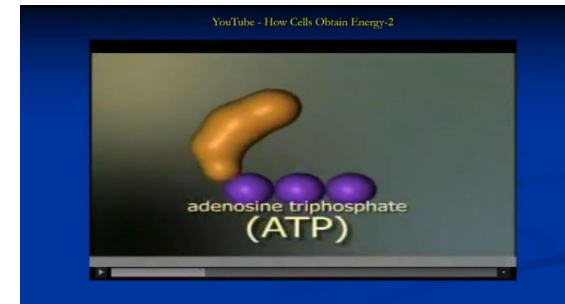 YouTube - How Cells Obtain Energy-2
adenosine triphosphate
(ATP)